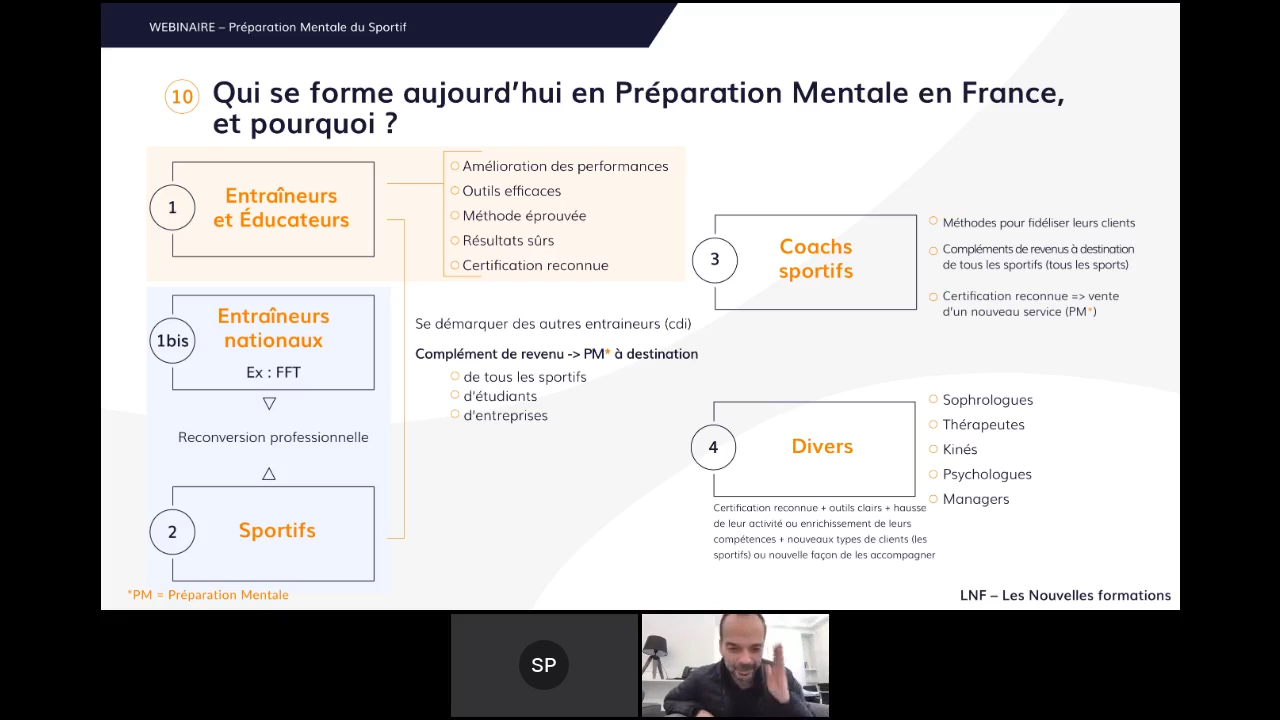 WEBINAIRE – Préparation Mentale du Sportif
10
Qui se forme aujourd'hui en Préparation Mentale en France,
et pourquoi ?
1
Entraîneurs
et Éducateurs
Amélioration des performances
Outils efficaces
Méthode éprouvée
Résultats sûrs
Certification reconnue
1bis
Entraîneurs
nationaux
Ex : FFT
Reconversion professionnelle
2
Sportifs
Se démarquer des autres entraineurs (cdi)
Complément de revenu -> PM* à destination
de tous les sportifs
d'étudiants
d'entreprises
3
Coachs
sportifs
Méthodes pour fidéliser leurs clients
Compléments de revenus à destination
de tous les sportifs (tous les sports)
Certification reconnue => vente
d'un nouveau service (PM*)
4
Divers
Sophrologues
Thérapeutes
Kinés
Psychologues
Managers
Certification reconnue + outils clairs + hausse
de leur activité ou enrichissement de leurs
compétences + nouveaux types de clients (les
sportifs) ou nouvelle façon de les accompagner
*PM = Préparation Mentale
LNF – Les Nouvelles formations
SP